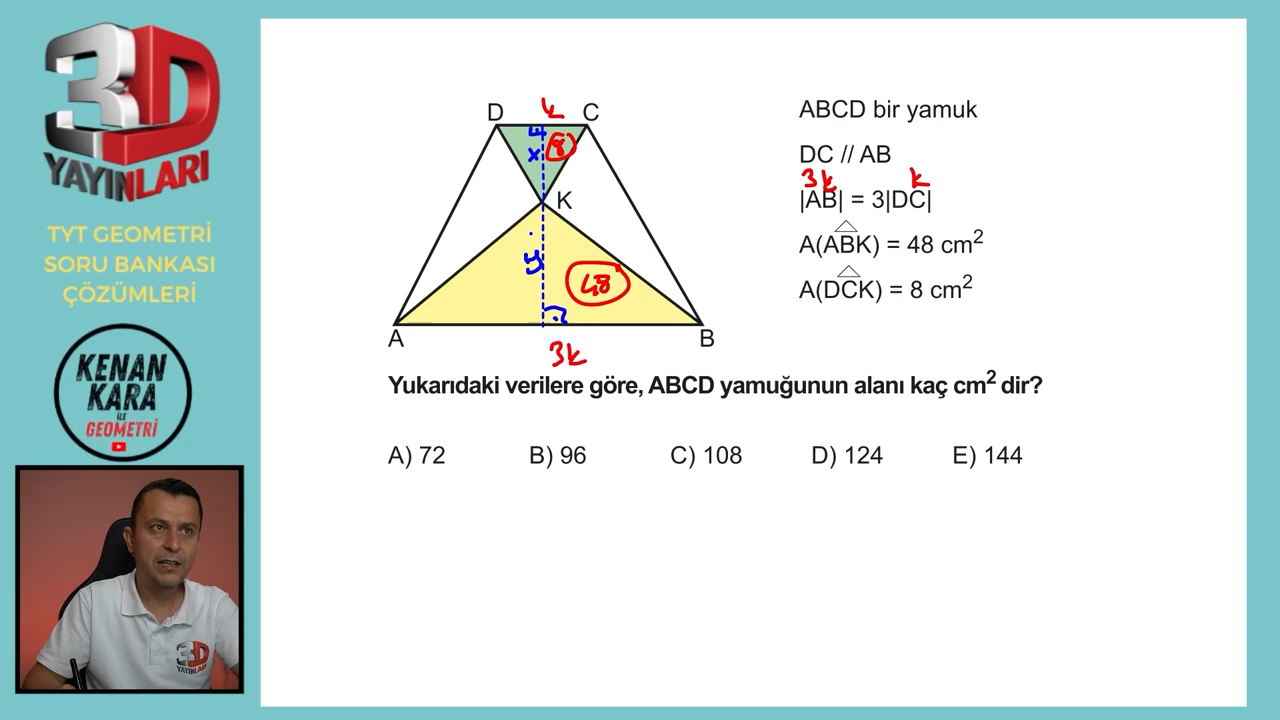 3D
YAYINLARI
TYT GEOMETRİ
SORU BANKASI
ÇÖZÜMLERİ
KENAN
KARA
İLE
GEOMETRİ
3D
YAYINLARI
D k C
x 8
K
y 48
A B
3k
ABCD bir yamuk
DC // AB
3k k
|AB| = 3|DC|
A(ABK) = 48 cm²
A(DCK) = 8 cm²
Yukarıdaki verilere göre, ABCD yamuğunun alanı kaç cm² dir?
A) 72 B) 96 C) 108 D) 124 E) 144